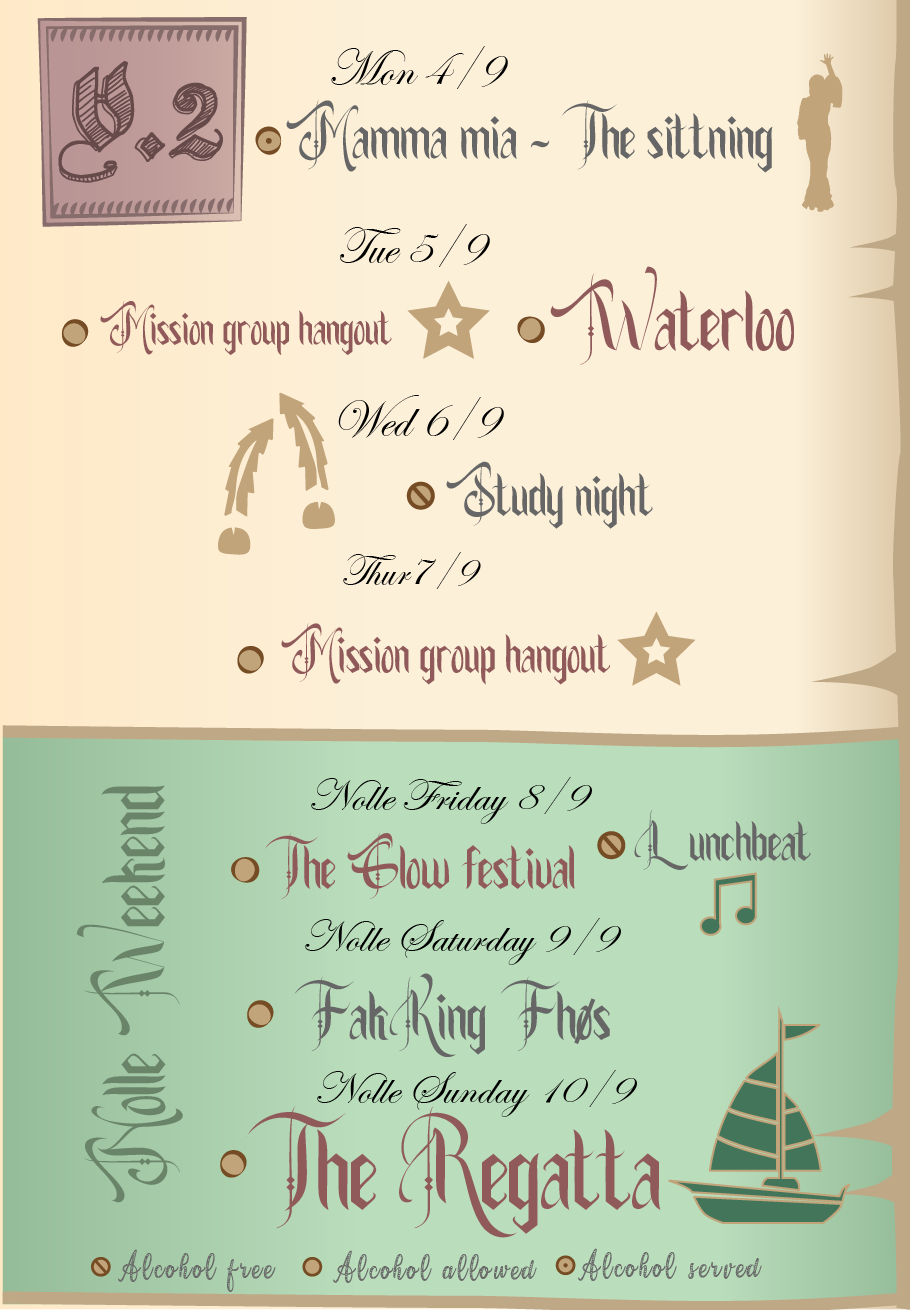 V.2
Mon 4/9
Mamma mia - The sittning
Tue 5/9
Mission group hangout
Waterloo
Wed 6/9
Study night
Thur 7/9
Mission group hangout
Nolle Weekend
Nolle Friday 8/9
The Glow festival
Lunchbeat
Nolle Saturday 9/9
FakKing Fhøs
Nolle Sunday 10/9
The Regatta
Alcohol free
Alcohol allowed
Alcohol served